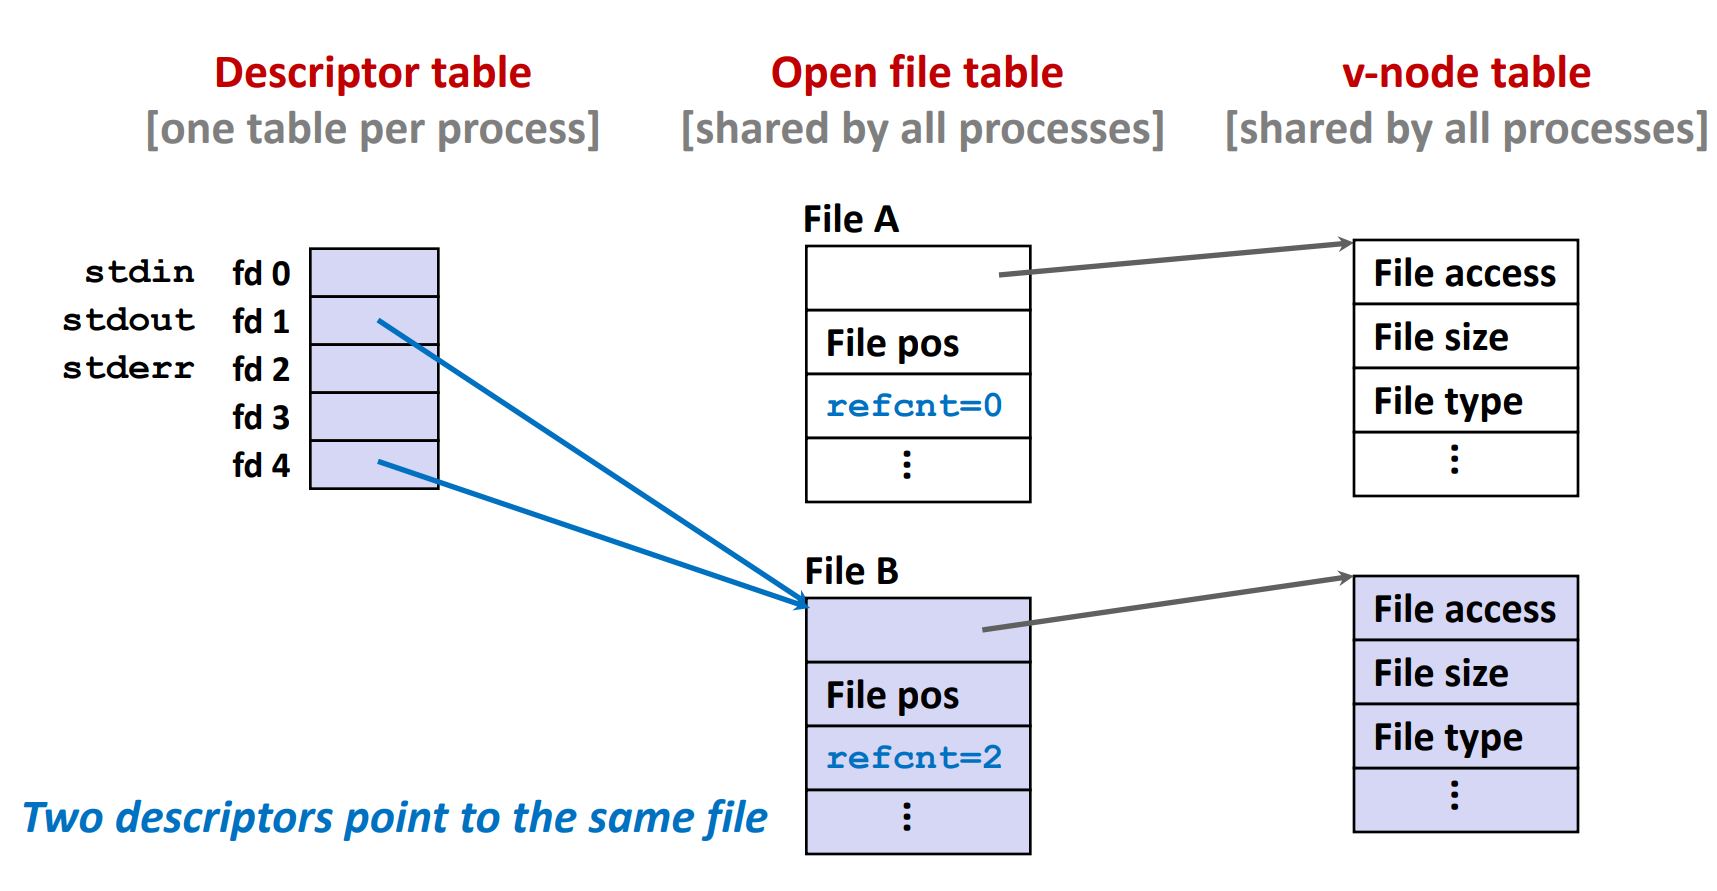 Descriptor table
[one table per process]
Open file table
[shared by all processes]
v-node table
[shared by all processes]
stdin fd 0
stdout fd 1
stderr fd 2
fd 3
fd 4
File A
File pos
refcnt=0
⋮
File access
File size
File type
⋮
File B
File pos
refcnt=2
⋮
File access
File size
File type
⋮
Two descriptors point to the same file